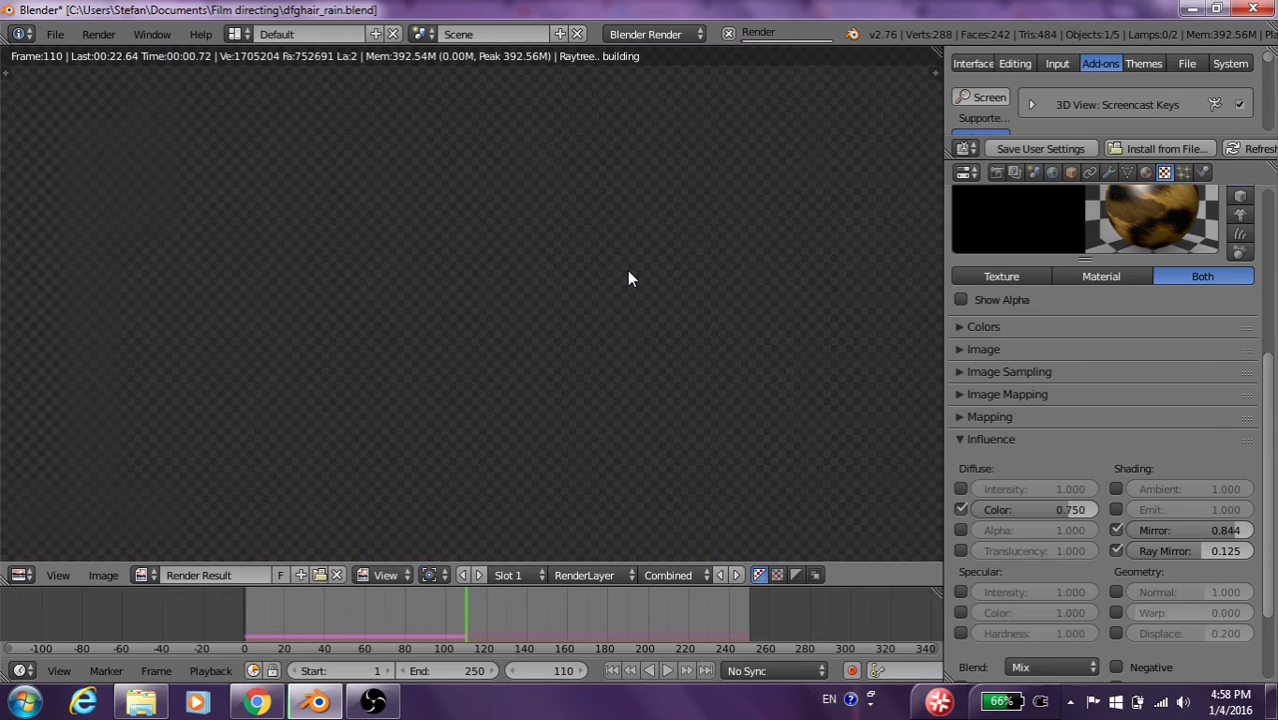 Blender* [C:\Users\Stefan\Documents\Film directing\dfghair_rain.blend]
File Render Window Help Default Scene Blender Render Render v2.76 | Verts:288 | Faces:242 | Tris:484 | Objects:1/5 | Lamps:0/2 | Mem:392.56M |
Frame:110 | Last:00:22.64 Time:00:00.72 | Ve:1705204 Fa:752691 La:2 | Mem:392.54M (0.00M, Peak 392.56M) | Raytree.. building
Interface Editing Input Add-ons Themes File System
Screen 3D View: Screencast Keys
Supporte...
Save User Settings Install from File... Refresh
Texture Material Both
Show Alpha
Colors
Image
Image Sampling
Image Mapping
Mapping
Influence
Diffuse: Shading:
Intensity: 1.000 Ambient: 1.000
Color: 0.750 Emit: 1.000
Alpha: 1.000 Mirror: 0.844
Translucency: 1.000 Ray Mirror: 0.125
Specular: Geometry:
Intensity: 1.000 Normal: 1.000
Color: 1.000 Warp: 0.000
Hardness: 1.000 Displace: 0.200
Blend: Mix Negative
View Image Render Result F View Slot 1 RenderLayer Combined
-100 -80 -60 -40 -20 0 20 40 60 80 100 120 140 160 180 200 220 240 260 280 300 320 340
View Marker Frame Playback Start: 1 End: 250 110 No Sync
EN 66% 4:58 PM
1/4/2016